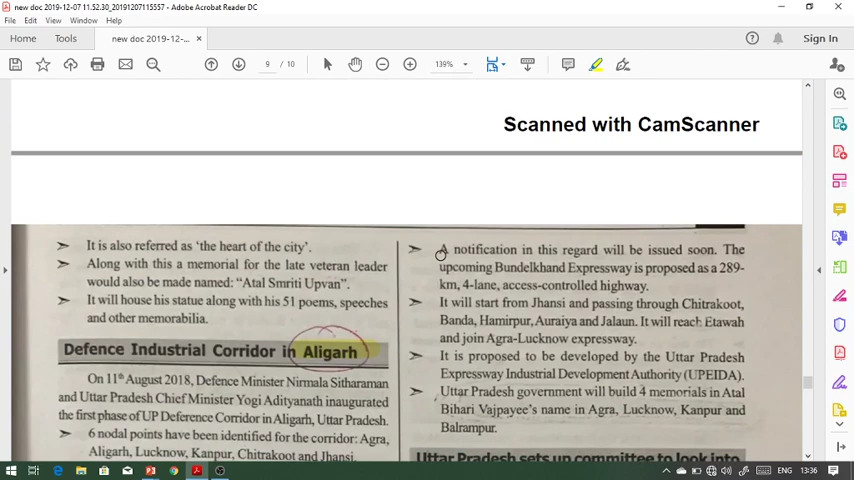 new doc 2019-12-07 11.52.30_20191207115557 - Adobe Acrobat Reader DC
File Edit View Window Help
Home Tools new doc 2019-12-... × Sign In
9 / 10 139%
Scanned with CamScanner
It is also referred as 'the heart of the city'.
Along with this a memorial for the late veteran leader
would also be made named: "Atal Smriti Upvan".
It will house his statue along with his 51 poems, speeches
and other memorabilia.
Defence Industrial Corridor in Aligarh
On 11th August 2018, Defence Minister Nirmala Sitharaman
and Uttar Pradesh Chief Minister Yogi Adityanath inaugurated
the first phase of UP Deference Corridor in Aligarh, Uttar Pradesh.
6 nodal points have been identified for the corridor: Agra,
Aligarh, Lucknow, Kanpur, Chitrakoot and Jhansi.
A notification in this regard will be issued soon. The
upcoming Bundelkhand Expressway is proposed as a 289-
km, 4-lane, access-controlled highway.
It will start from Jhansi and passing through Chitrakoot,
Banda, Hamirpur, Auraiya and Jalaun. It will reach Etawah
and join Agra-Lucknow expressway.
It is proposed to be developed by the Uttar Pradesh
Expressway Industrial Development Authority (UPEIDA).
Uttar Pradesh government will build 4 memorials in Atal
Bihari Vajpayee's name in Agra, Lucknow, Kanpur and
Balrampur.
Uttar Pradesh sets up committee to look into
ENG 13:36